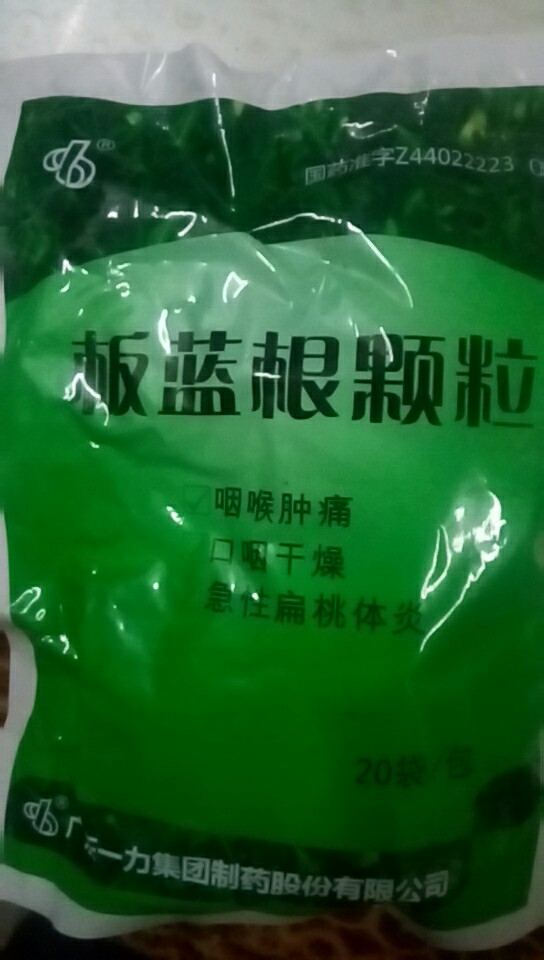 国药准字Z44022223
板蓝根颗粒
咽喉肿痛
口咽干燥
急性扁桃体炎
20袋/包
广东一力集团制药股份有限公司